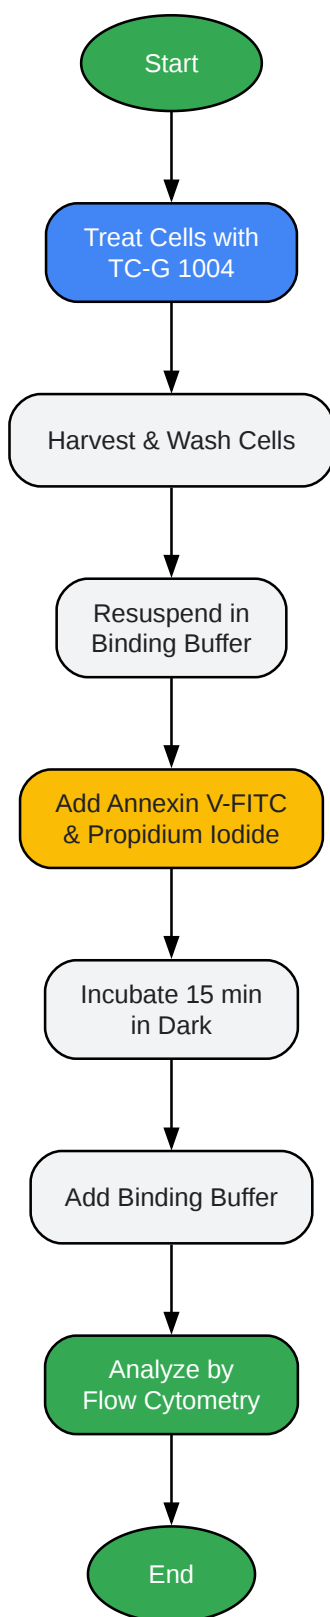 Start
Treat Cells with
TC-G 1004
Harvest & Wash Cells
Resuspend in
Binding Buffer
Add Annexin V-FITC
& Propidium Iodide
Incubate 15 min
in Dark
Add Binding Buffer
Analyze by
Flow Cytometry
End